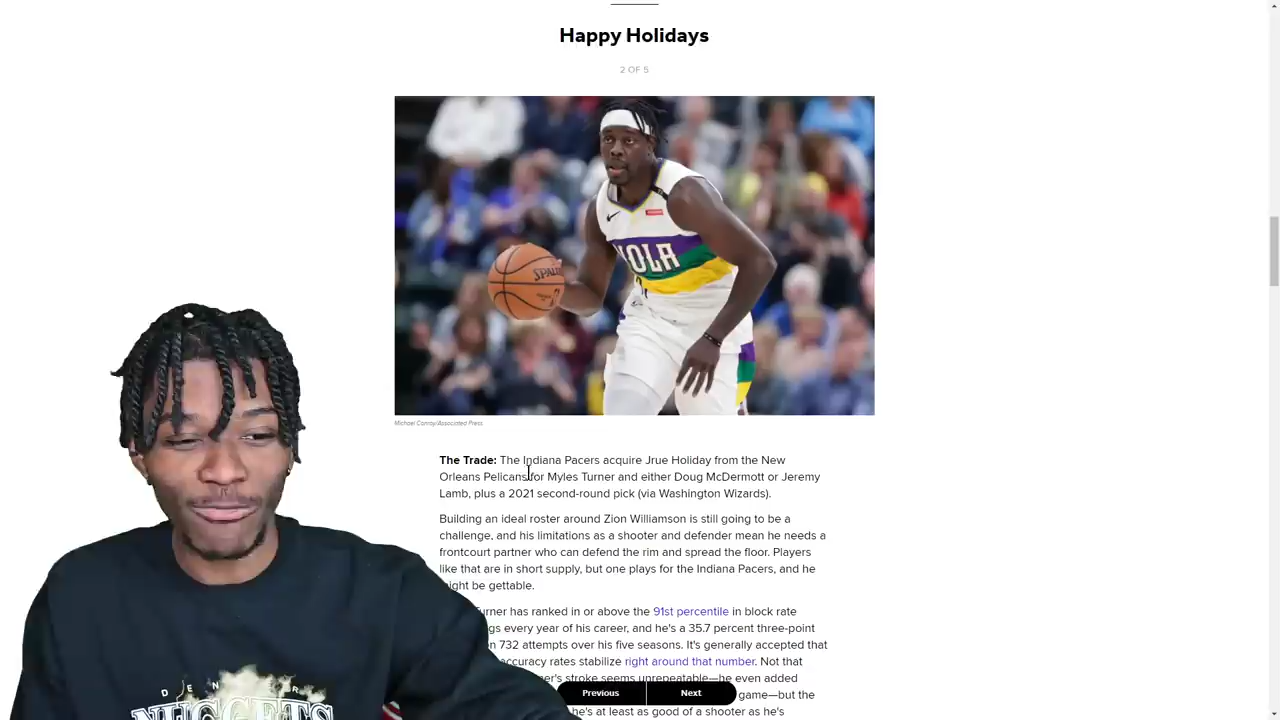 Happy Holidays
2 OF 5
SPALDING
NOLA
Michael Conroy/Associated Press
The Trade: The Indiana Pacers acquire Jrue Holiday from the New
Orleans Pelicans for Myles Turner and either Doug McDermott or Jeremy
Lamb, plus a 2021 second-round pick (via Washington Wizards).
Building an ideal roster around Zion Williamson is still going to be a
challenge, and his limitations as a shooter and defender mean he needs a
frontcourt partner who can defend the rim and spread the floor. Players
like that are in short supply, but one plays for the Indiana Pacers, and he
might be gettable.
Turner has ranked in or above the 91st percentile in block rate
every year of his career, and he's a 35.7 percent three-point
732 attempts over his five seasons. It's generally accepted that
accuracy rates stabilize right around that number. Not that
stroke seems unrepeatable—he even added
game—but the
he's at least as good of a shooter as he's
Previous
Next
DENVER
NUGGETS